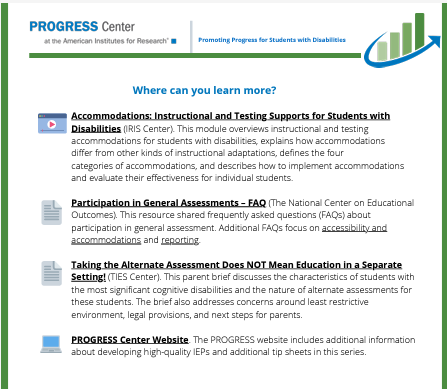 PROGRESS Center
at the American Institutes for Research®
Promoting Progress for Students with Disabilities
Where can you learn more?
Accommodations: Instructional and Testing Supports for Students with
Disabilities (IRIS Center). This module overviews instructional and testing
accommodations for students with disabilities, explains how accommodations
differ from other kinds of instructional adaptations, defines the four
categories of accommodations, and describes how to implement accommodations
and evaluate their effectiveness for individual students.
Participation in General Assessments – FAQ (The National Center on Educational
Outcomes). This resource shared frequently asked questions (FAQs) about
participation in general assessment. Additional FAQs focus on accessibility and
accommodations and reporting.
Taking the Alternate Assessment Does NOT Mean Education in a Separate
Setting! (TIES Center). This parent brief discusses the characteristics of students with
the most significant cognitive disabilities and the nature of alternate assessments for
these students. The brief also addresses concerns around least restrictive
environment, legal provisions, and next steps for parents.
PROGRESS Center Website. The PROGRESS website includes additional information
about developing high-quality IEPs and additional tip sheets in this series.